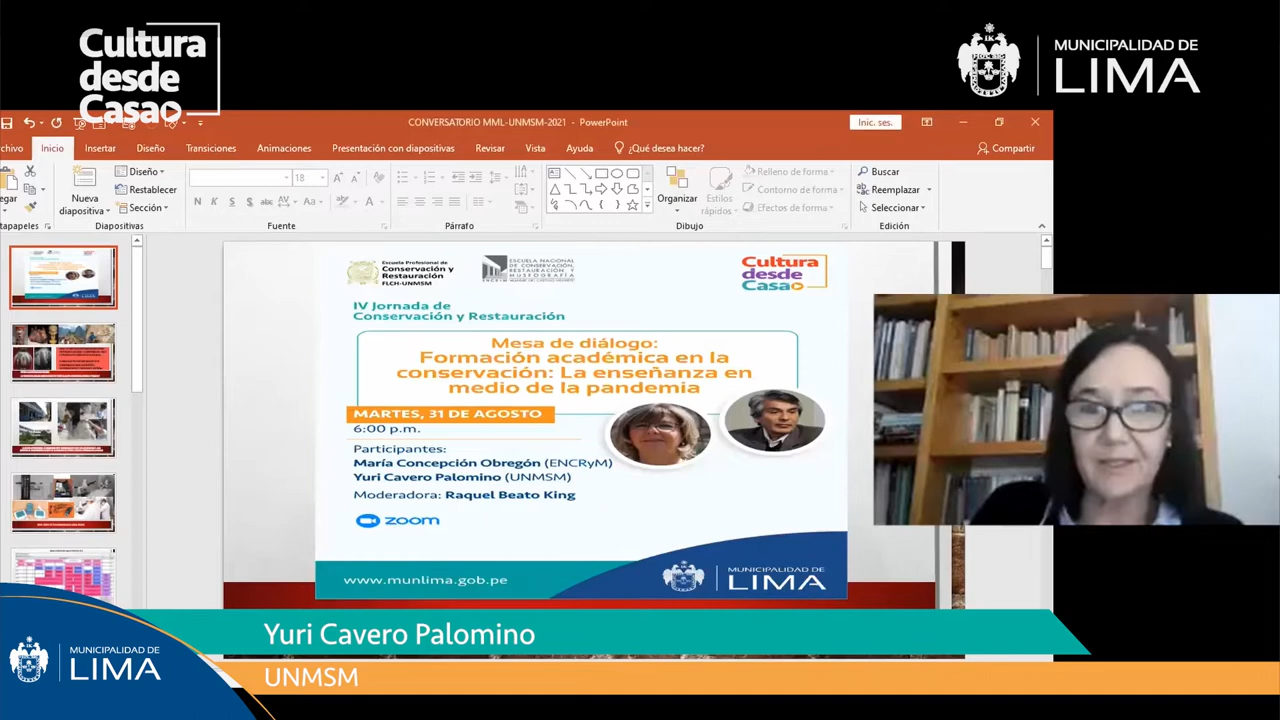 Cultura
desde
Casa
MUNICIPALIDAD DE
LIMA
CONVERSATORIO MML-UNMSM-2021 - PowerPoint
Inic. ses.
Inicio
Insertar
Diseño
Transiciones
Animaciones
Presentación con diapositivas
Revisar
Vista
Ayuda
¿Qué desea hacer?
Compartir
Nueva
diapositiva
Diseño
Restablecer
Sección
18
N K S S abc AV Aa A
Organizar
Estilos
rápidos
Relleno de forma
Contorno de forma
Efectos de forma
Buscar
Reemplazar
Seleccionar
Diapositivas
Fuente
Párrafo
Dibujo
Edición
Escuela Profesional de
Conservación y
Restauración
FLCH-UNMSM
ESCUELA NACIONAL
DE CONSERVACIÓN,
RESTAURACIÓN Y
MUSEOGRAFÍA
Cultura
desde
Casa
IV Jornada de
Conservación y Restauración
Mesa de diálogo:
Formación académica en la
conservación: La enseñanza en
medio de la pandemia
MARTES, 31 DE AGOSTO
6:00 p.m.
Participantes:
María Concepción Obregón (ENCRyM)
Yuri Cavero Palomino (UNMSM)
Moderadora: Raquel Beato King
zoom
www.munlima.gob.pe
MUNICIPALIDAD DE
LIMA
Yuri Cavero Palomino
UNMSM
MUNICIPALIDAD DE
LIMA